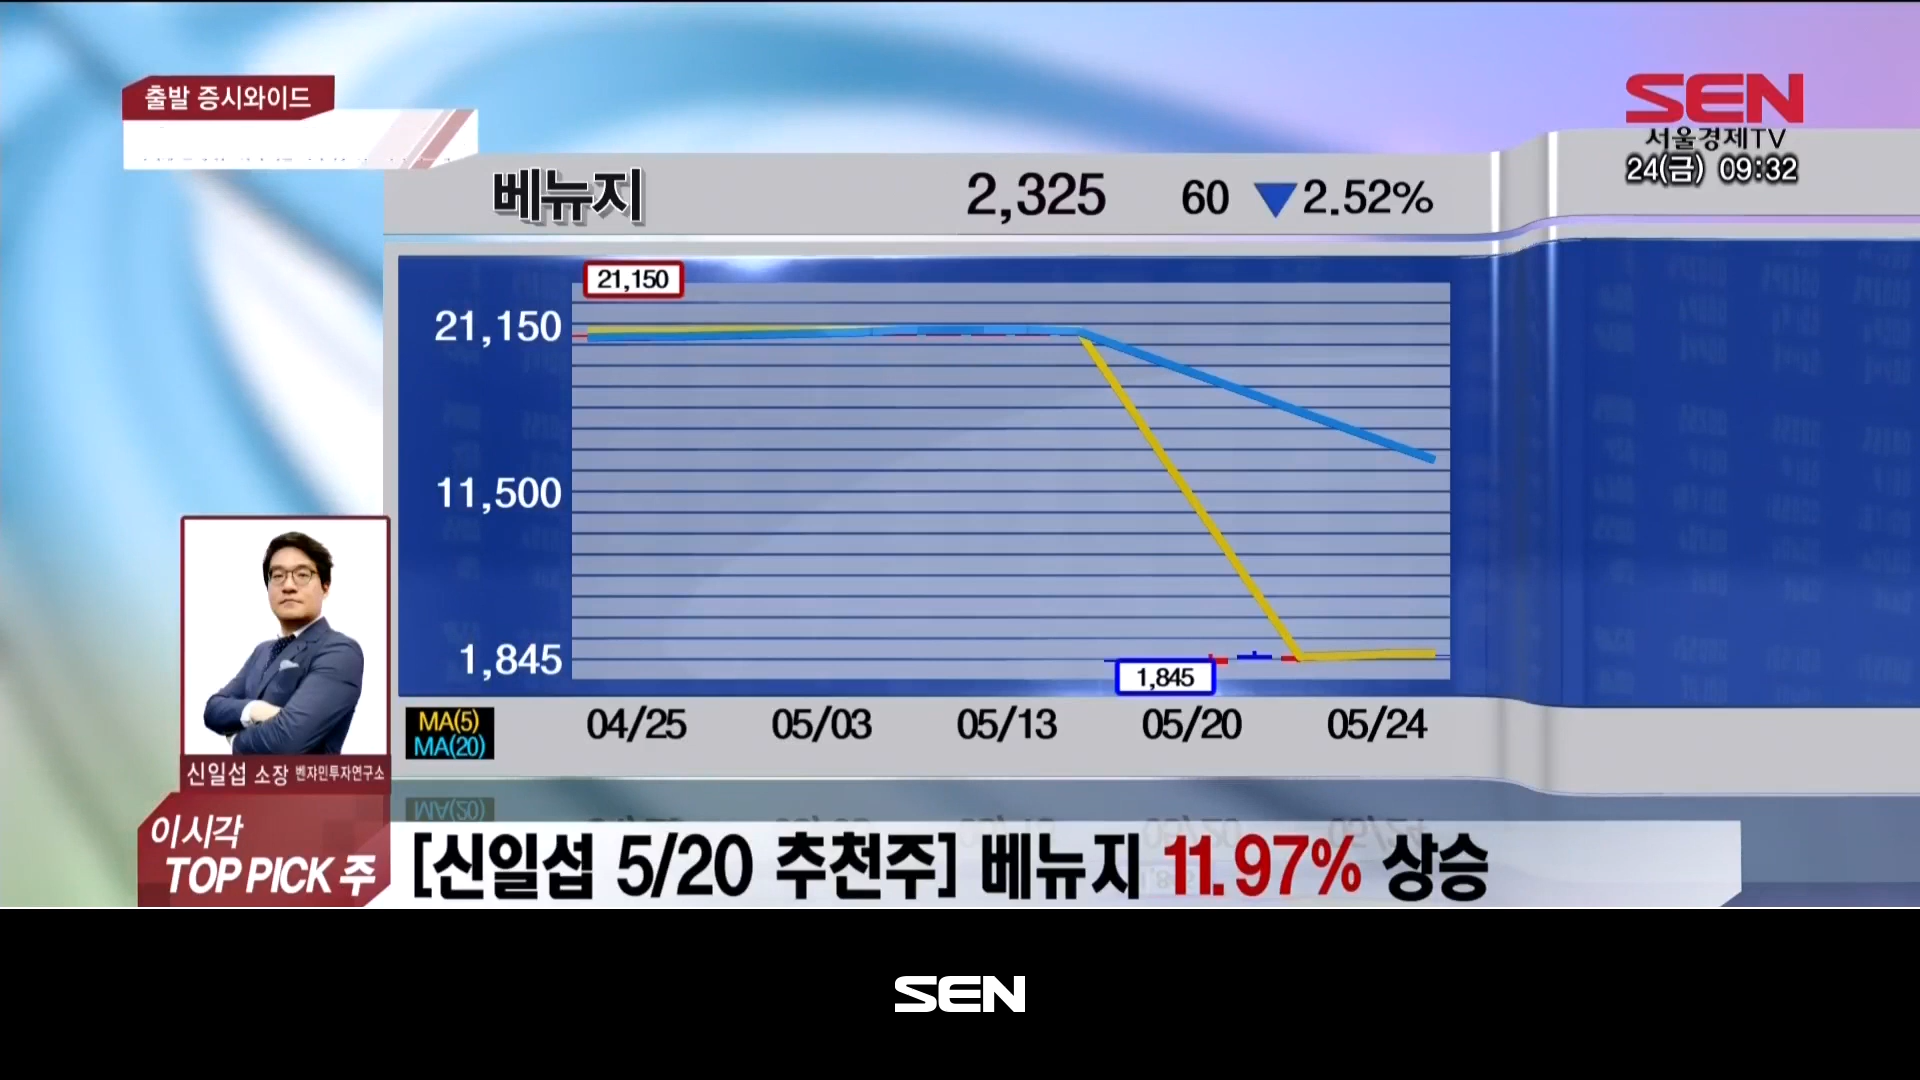 출발 증시와이드
SEN
서울경제TV
24(금) 09:32
베뉴지 2,325 60 ▼2.52%
21,150
21,150
11,500
1,845
1,845
MA(5)
MA(20)
04/25 05/03 05/13 05/20 05/24
신일섭 소장 벤쟈민투자연구소
이시각
TOP PICK 주
[신일섭 5/20 추천주] 베뉴지 11.97% 상승
SEN